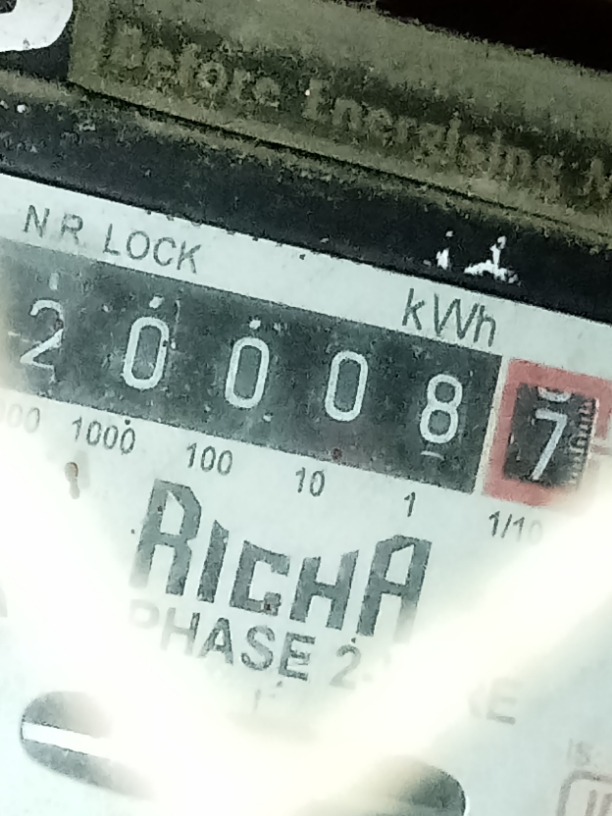 Before Energising
N.R. LOCK
kWh
2 0 0 0 8 7
1000 100 10 1 1/10
RICHA
PHASE 2
IS: